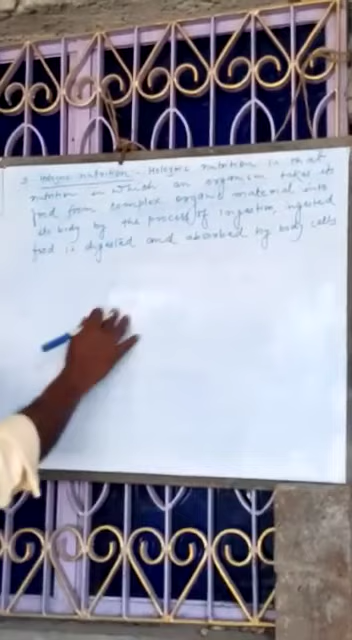 3 Holozoic nutrition - Holozoic nutrition is that
nutrition in which an organism takes its
food from complex organic material into
its body by the process of ingestion, ingested
food is digested and absorbed by body cells